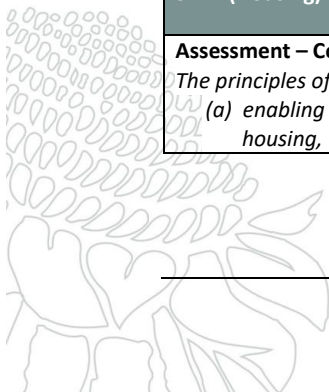 Assessment – Co
The principles of
(a) enabling
housing,